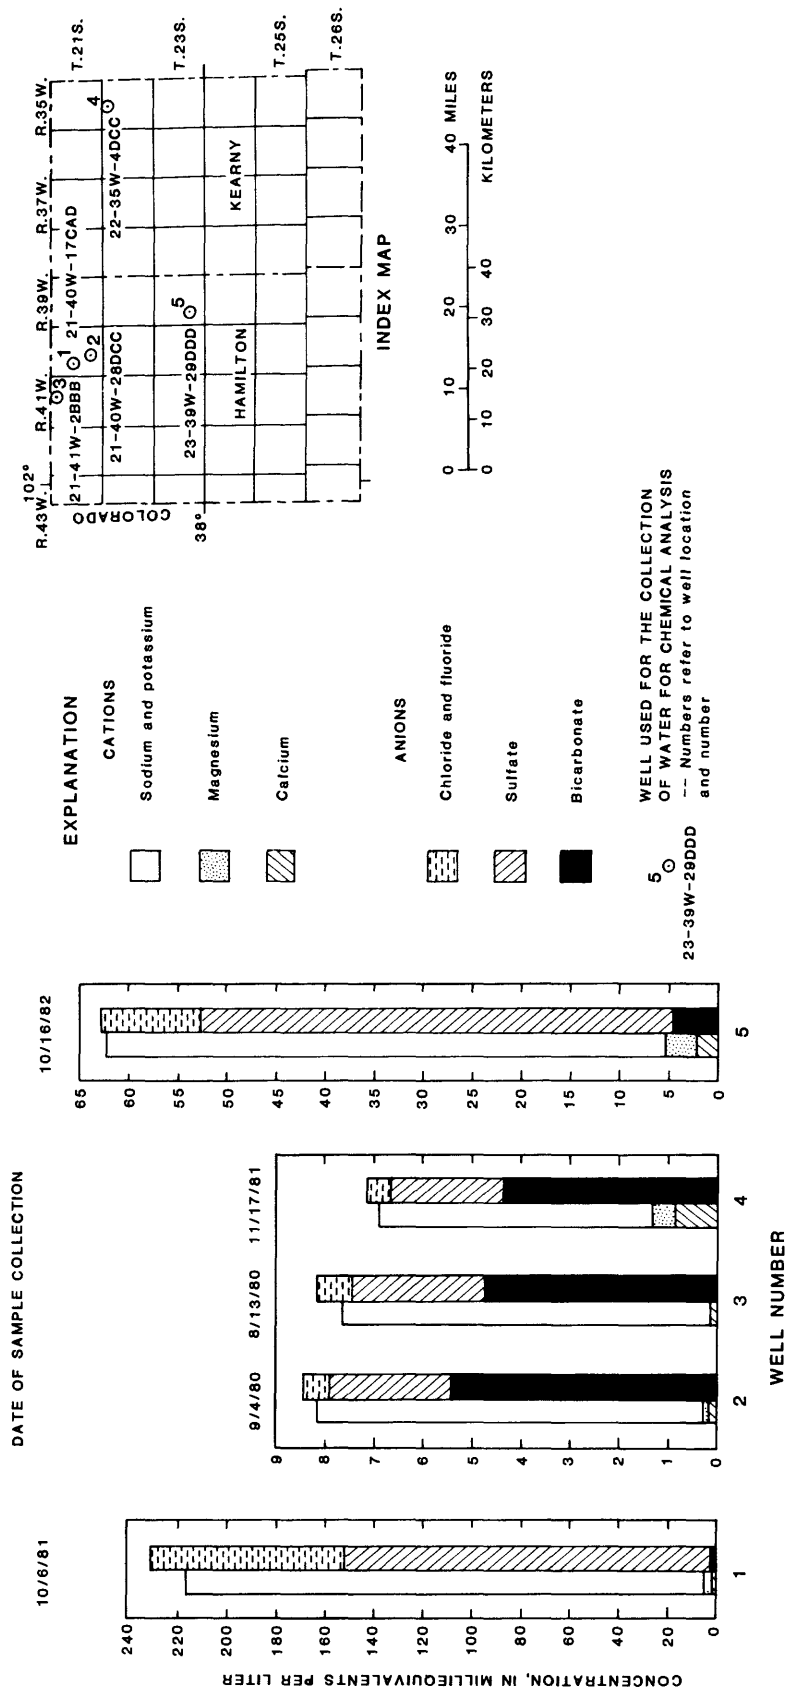 DATE OF SAMPLE COLLECTION
10/6/81
9/4/80
8/13/80
11/17/81
10/16/82
CONCENTRATION, IN MILLIEQUIVALENTS PER LITER
240
220
200
180
160
140
120
100
80
60
40
20
0
9
8
7
6
5
4
3
2
1
0
65
60
55
50
45
40
35
30
25
20
15
10
5
0
1
2
3
4
5
WELL NUMBER
EXPLANATION
CATIONS
Sodium and potassium
Magnesium
Calcium
ANIONS
Chloride and fluoride
Sulfate
Bicarbonate
5
23-39W-29DDD
WELL USED FOR THE COLLECTION
OF WATER FOR CHEMICAL ANALYSIS
-- Numbers refer to well location
and number
R.43W.
102°
R.41W.
R.39W.
R.37W.
R.35W.
T.21S.
T.23S.
T.25S.
T.26S.
COLORADO
38°
3
1
2
4
5
21-41W-2BBB
21-40W-17CAD
21-40W-28DCC
22-35W-4DCC
23-39W-29DDD
HAMILTON
KEARNY
INDEX MAP
0 10 20 30 40 MILES
0 10 20 30 40 KILOMETERS